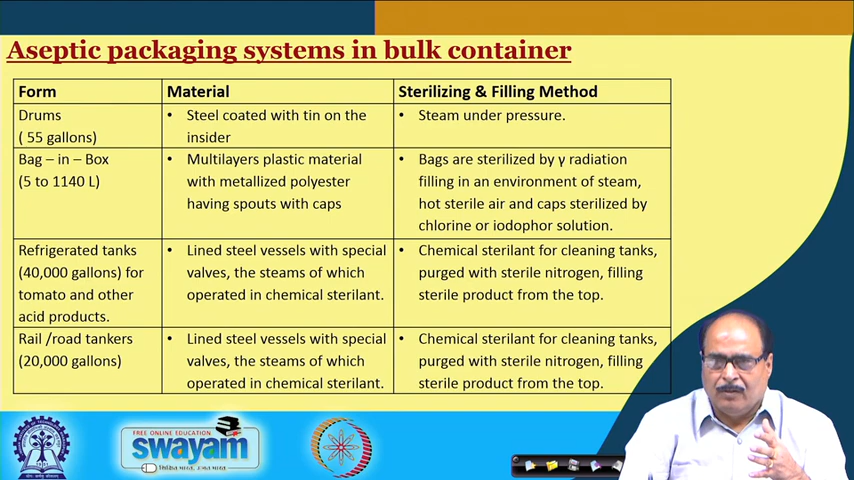 Aseptic packaging systems in bulk container
Form
Material
Sterilizing & Filling Method
Drums
( 55 gallons)
• Steel coated with tin on the
insider
• Steam under pressure.
Bag – in – Box
(5 to 1140 L)
• Multilayers plastic material
with metallized polyester
having spouts with caps
• Bags are sterilized by γ radiation
filling in an environment of steam,
hot sterile air and caps sterilized by
chlorine or iodophor solution.
Refrigerated tanks
(40,000 gallons) for
tomato and other
acid products.
• Lined steel vessels with special
valves, the steams of which
operated in chemical sterilant.
• Chemical sterilant for cleaning tanks,
purged with sterile nitrogen, filling
sterile product from the top.
Rail /road tankers
(20,000 gallons)
• Lined steel vessels with special
valves, the steams of which
operated in chemical sterilant.
• Chemical sterilant for cleaning tanks,
purged with sterile nitrogen, filling
sterile product from the top.
FREE ONLINE EDUCATION
swayam
शिक्षित भारत, उन्नत भारत